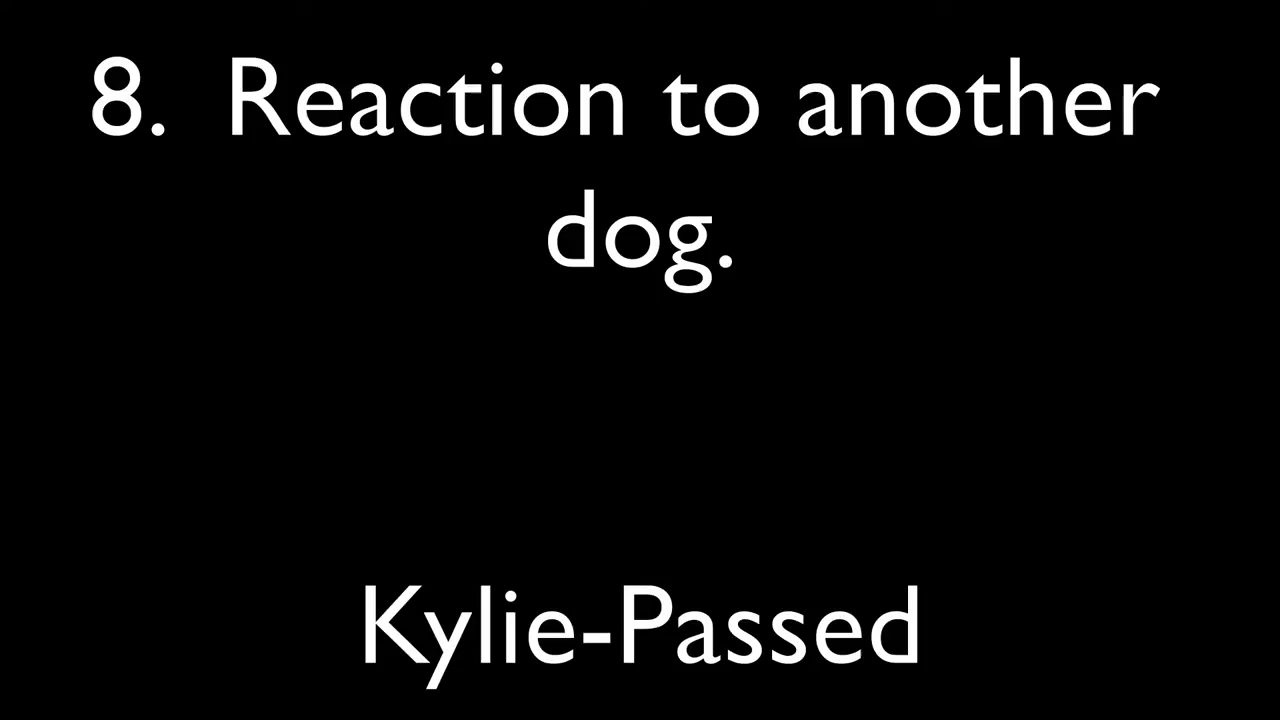 8. Reaction to another
dog.
Kylie-Passed